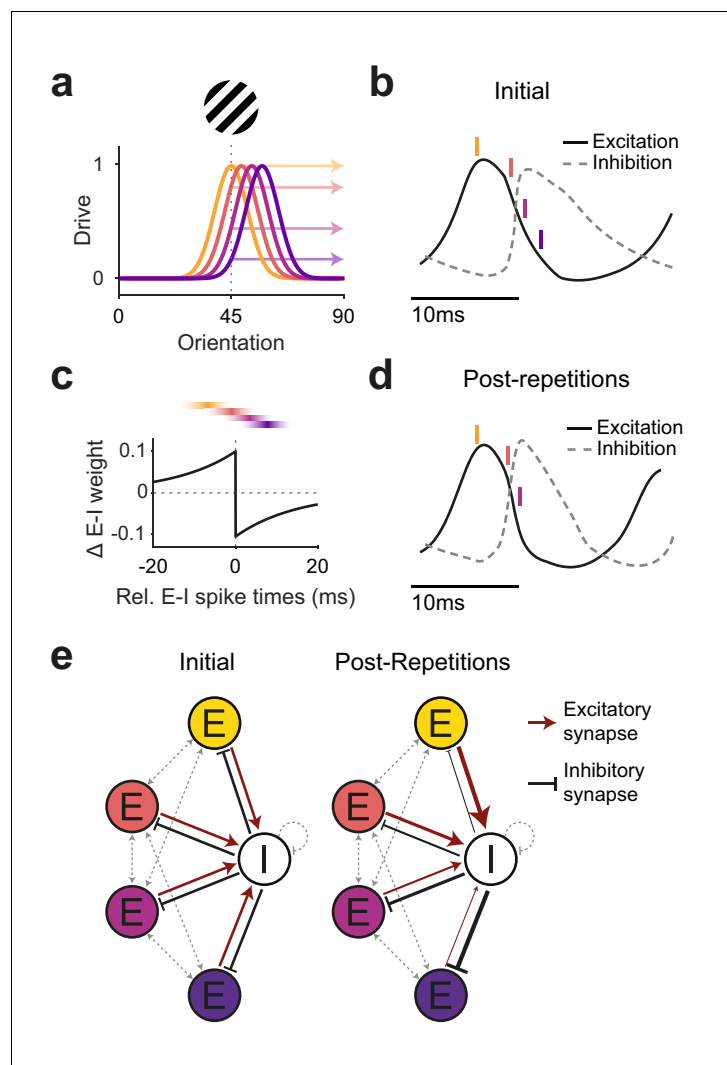 a
1
Drive
0
0
45
90
Orientation
b
Initial
Excitation
Inhibition
10ms
c
Δ E-I weight
0.1
0
-0.1
-20
0
20
Rel. E-I spike times (ms)
d
Post-repetitions
Excitation
Inhibition
10ms
e
Initial
E
E
E
E
I
Post-Repetitions
E
E
E
E
I
Excitatory
synapse
Inhibitory
synapse